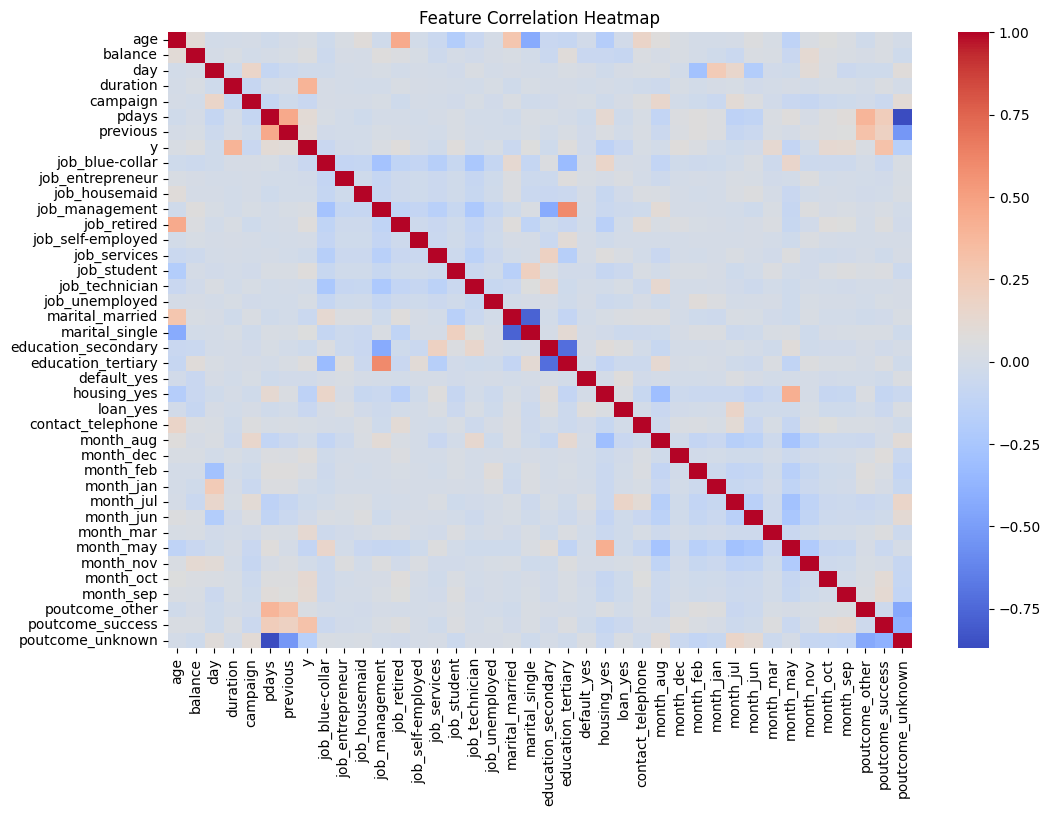 Feature Correlation Heatmap
age
balance
day
duration
campaign
pdays
previous
y
job_blue-collar
job_entrepreneur
job_housemaid
job_management
job_retired
job_self-employed
job_services
job_student
job_technician
job_unemployed
marital_married
marital_single
education_secondary
education_tertiary
default_yes
housing_yes
loan_yes
contact_telephone
month_aug
month_dec
month_feb
month_jan
month_jul
month_jun
month_mar
month_may
month_nov
month_oct
month_sep
poutcome_other
poutcome_success
poutcome_unknown
age
balance
day
duration
campaign
pdays
previous
y
job_blue-collar
job_entrepreneur
job_housemaid
job_management
job_retired
job_self-employed
job_services
job_student
job_technician
job_unemployed
marital_married
marital_single
education_secondary
education_tertiary
default_yes
housing_yes
loan_yes
contact_telephone
month_aug
month_dec
month_feb
month_jan
month_jul
month_jun
month_mar
month_may
month_nov
month_oct
month_sep
poutcome_other
poutcome_success
poutcome_unknown
1.00
0.75
0.50
0.25
0.00
−0.25
−0.50
−0.75